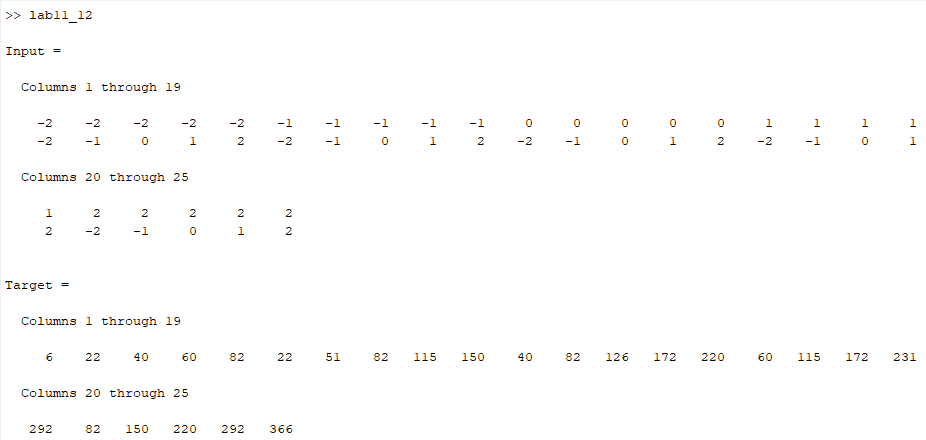 >> lab11_12
Input =
Columns 1 through 19
-2 -2 -2 -2 -2 -1 -1 -1 -1 -1 0 0 0 0 0 1 1 1 1
-2 -1 0 1 2 -2 -1 0 1 2 -2 -1 0 1 2 -2 -1 0 1
Columns 20 through 25
1 2 2 2 2 2
2 -2 -1 0 1 2
Target =
Columns 1 through 19
6 22 40 60 82 22 51 82 115 150 40 82 126 172 220 60 115 172 231
Columns 20 through 25
292 82 150 220 292 366